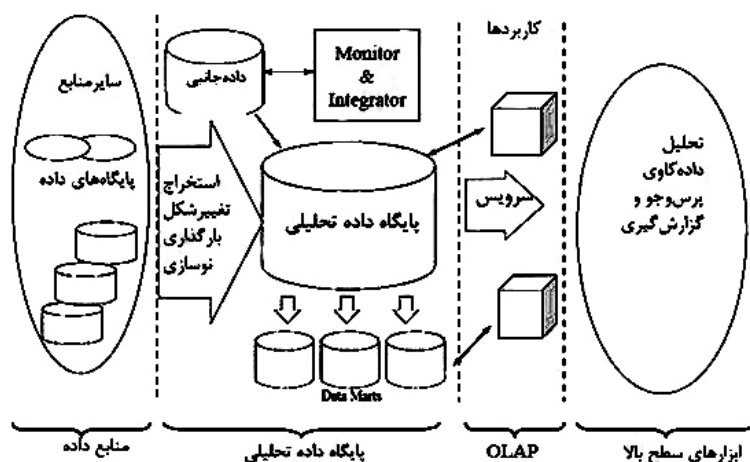 سایرمنابع
پایگاه‌های داده
داده‌جانبی
Monitor
&
Integrator
استخراج
تغییرشکل
بارگذاری
نوسازی
پایگاه داده تحلیلی
Data Marts
کاربردها
سرویس
تحلیل
داده‌کاوی
پرس‌وجو و
گزارش‌گیری
منابع داده
پایگاه داده تحلیلی
OLAP
ابزارهای سطح بالا